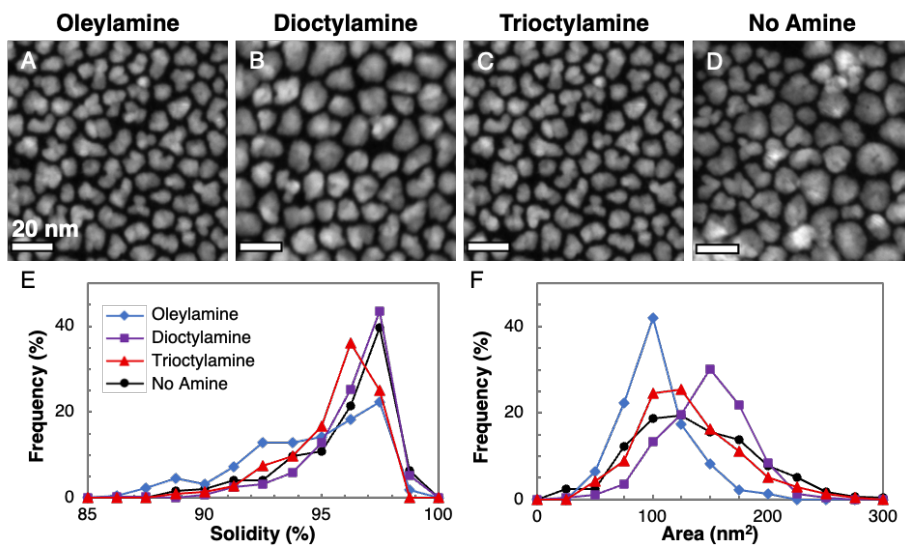 Oleylamine Dioctylamine Trioctylamine No Amine
A B C D
20 nm
E F
Oleylamine
Dioctylamine
Trioctylamine
No Amine
Frequency (%)
40
20
0
85 90 95 100
Solidity (%)
Frequency (%)
40
20
0
0 100 200 300
Area (nm²)